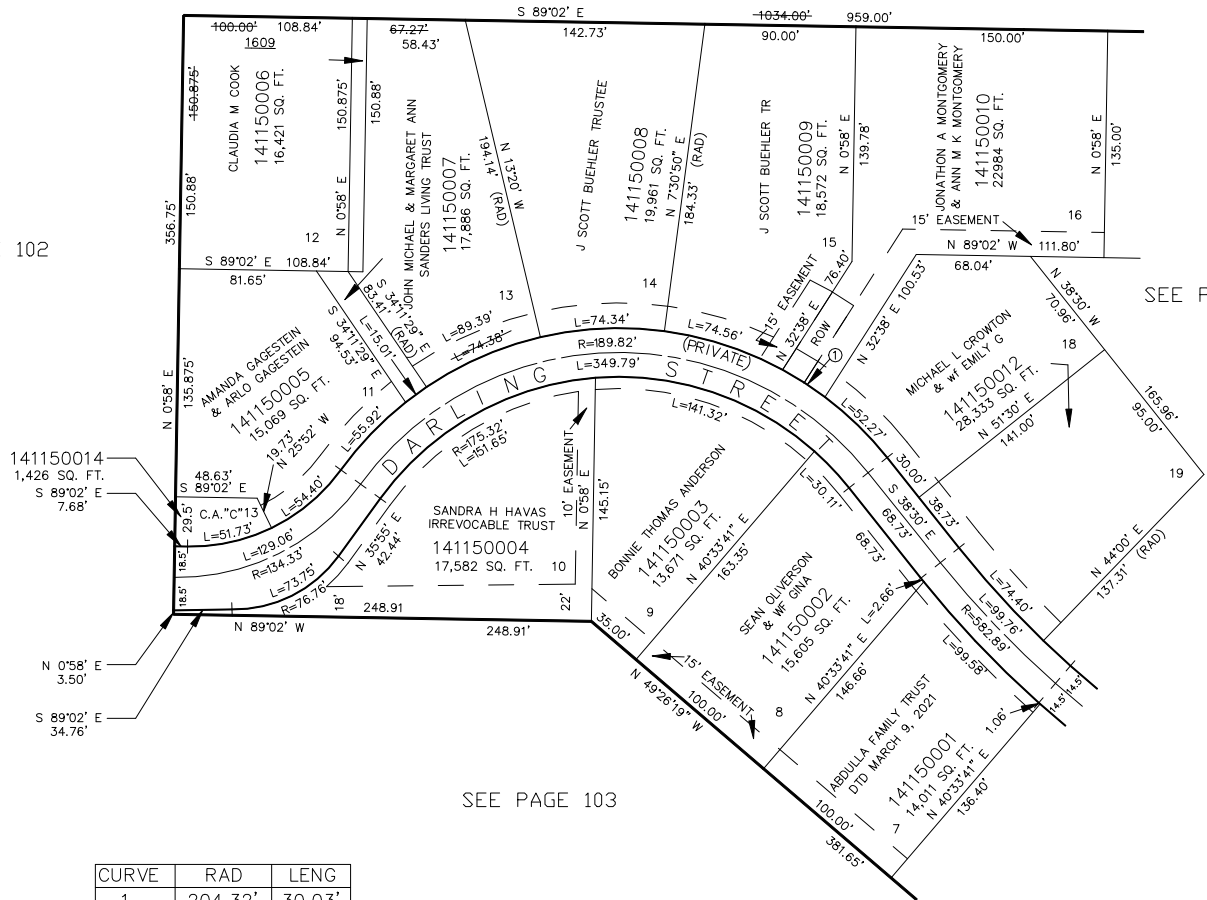 S 89°02' E
100.00' 108.84'
1609
67.27'
58.43'
142.73'
1034.00' 959.00'
90.00'
150.00'
150.875'
150.88'
356.75'
CLAUDIA M COOK
141150006
16,421 SQ. FT.
150.875'
N 0°58' E
150.88'
12
S 89°02' E 108.84'
81.65'
JOHN MICHAEL & MARGARET ANN
SANDERS LIVING TRUST
141150007
17,886 SQ. FT.
13
N 13°20' W
194.14' (RAD)
J SCOTT BUEHLER TRUSTEE
141150008
19,961 SQ. FT.
14
N 7°30'50" E
184.33' (RAD)
J SCOTT BUEHLER TR
141150009
18,572 SQ. FT.
15
N 0°58' E
139.78'
JONATHON A MONTGOMERY
& ANN M K MONTGOMERY
141150010
22984 SQ. FT.
16
N 0°58' E
135.00'
15' EASEMENT
N 89°02' W 111.80'
68.04'
102
SEE P
S 34°11'29" E
83.41' (RAD)
L=15.01'
S 34°11'29" E
94.53'
L=89.39'
L=74.38'
L=74.34'
R=189.82'
L=349.79'
L=74.56'
(PRIVATE)
15' EASEMENT
N 32°38' E 76.40'
ROW
1
N 32°38' E 100.53'
N 38°30' W
70.96'
18
MICHAEL L CROWTON
& wf EMILY G
141150012
28,333 SQ. FT.
N 51°30' E
141.00'
165.96'
95.00'
19
N 44°00' E
137.31' (RAD)
N 0°58' E
135.875'
AMANDA GAGESTEIN
& ARLO GAGESTEIN
141150005
15,069 SQ. FT.
11
19.73'
N 25°52' W
L=55.92'
DARLING STREET
141150014
1,426 SQ. FT.
S 89°02' E
7.68'
48.63'
S 89°02' E
29.5'
C.A."C"13
L=51.73'
L=54.40'
L=129.06'
R=134.33'
L=73.75'
R=76.76'
18.5'
18.5'
N 35°55' E
42.44'
R=175.32'
L=151.65'
10' EASEMENT
N 0°58' E
145.15'
SANDRA H HAVAS
IRREVOCABLE TRUST
141150004
17,582 SQ. FT. 10
18'
22'
248.91
N 89°02' W
248.91'
N 0°58' E
3.50'
S 89°02' E
34.76'
L=141.32'
L=52.27'
30.00'
S 38°30' E
68.73'
38.73'
L=30.11'
68.73'
BONNIE THOMAS ANDERSON
141150003
13,671 SQ. FT.
N 40°33'41" E
163.35'
9
35.00'
SEAN OLIVERSON
& WF GINA
141150002
15,605 SQ. FT.
L=2.66'
N 40°33'41" E
146.66'
8
15' EASEMENT
N 49°26'19" W
100.00'
L=74.40'
L=99.76'
R=582.89'
L=99.58'
14.5' 14.5'
ABDULLA FAMILY TRUST
DTD MARCH 9, 2021
141150001
14,011 SQ. FT.
1.06'
N 40°33'41" E
136.40'
7
100.00'
381.65'
SEE PAGE 103
CURVE RAD LENG
1 204.32' 30.03'